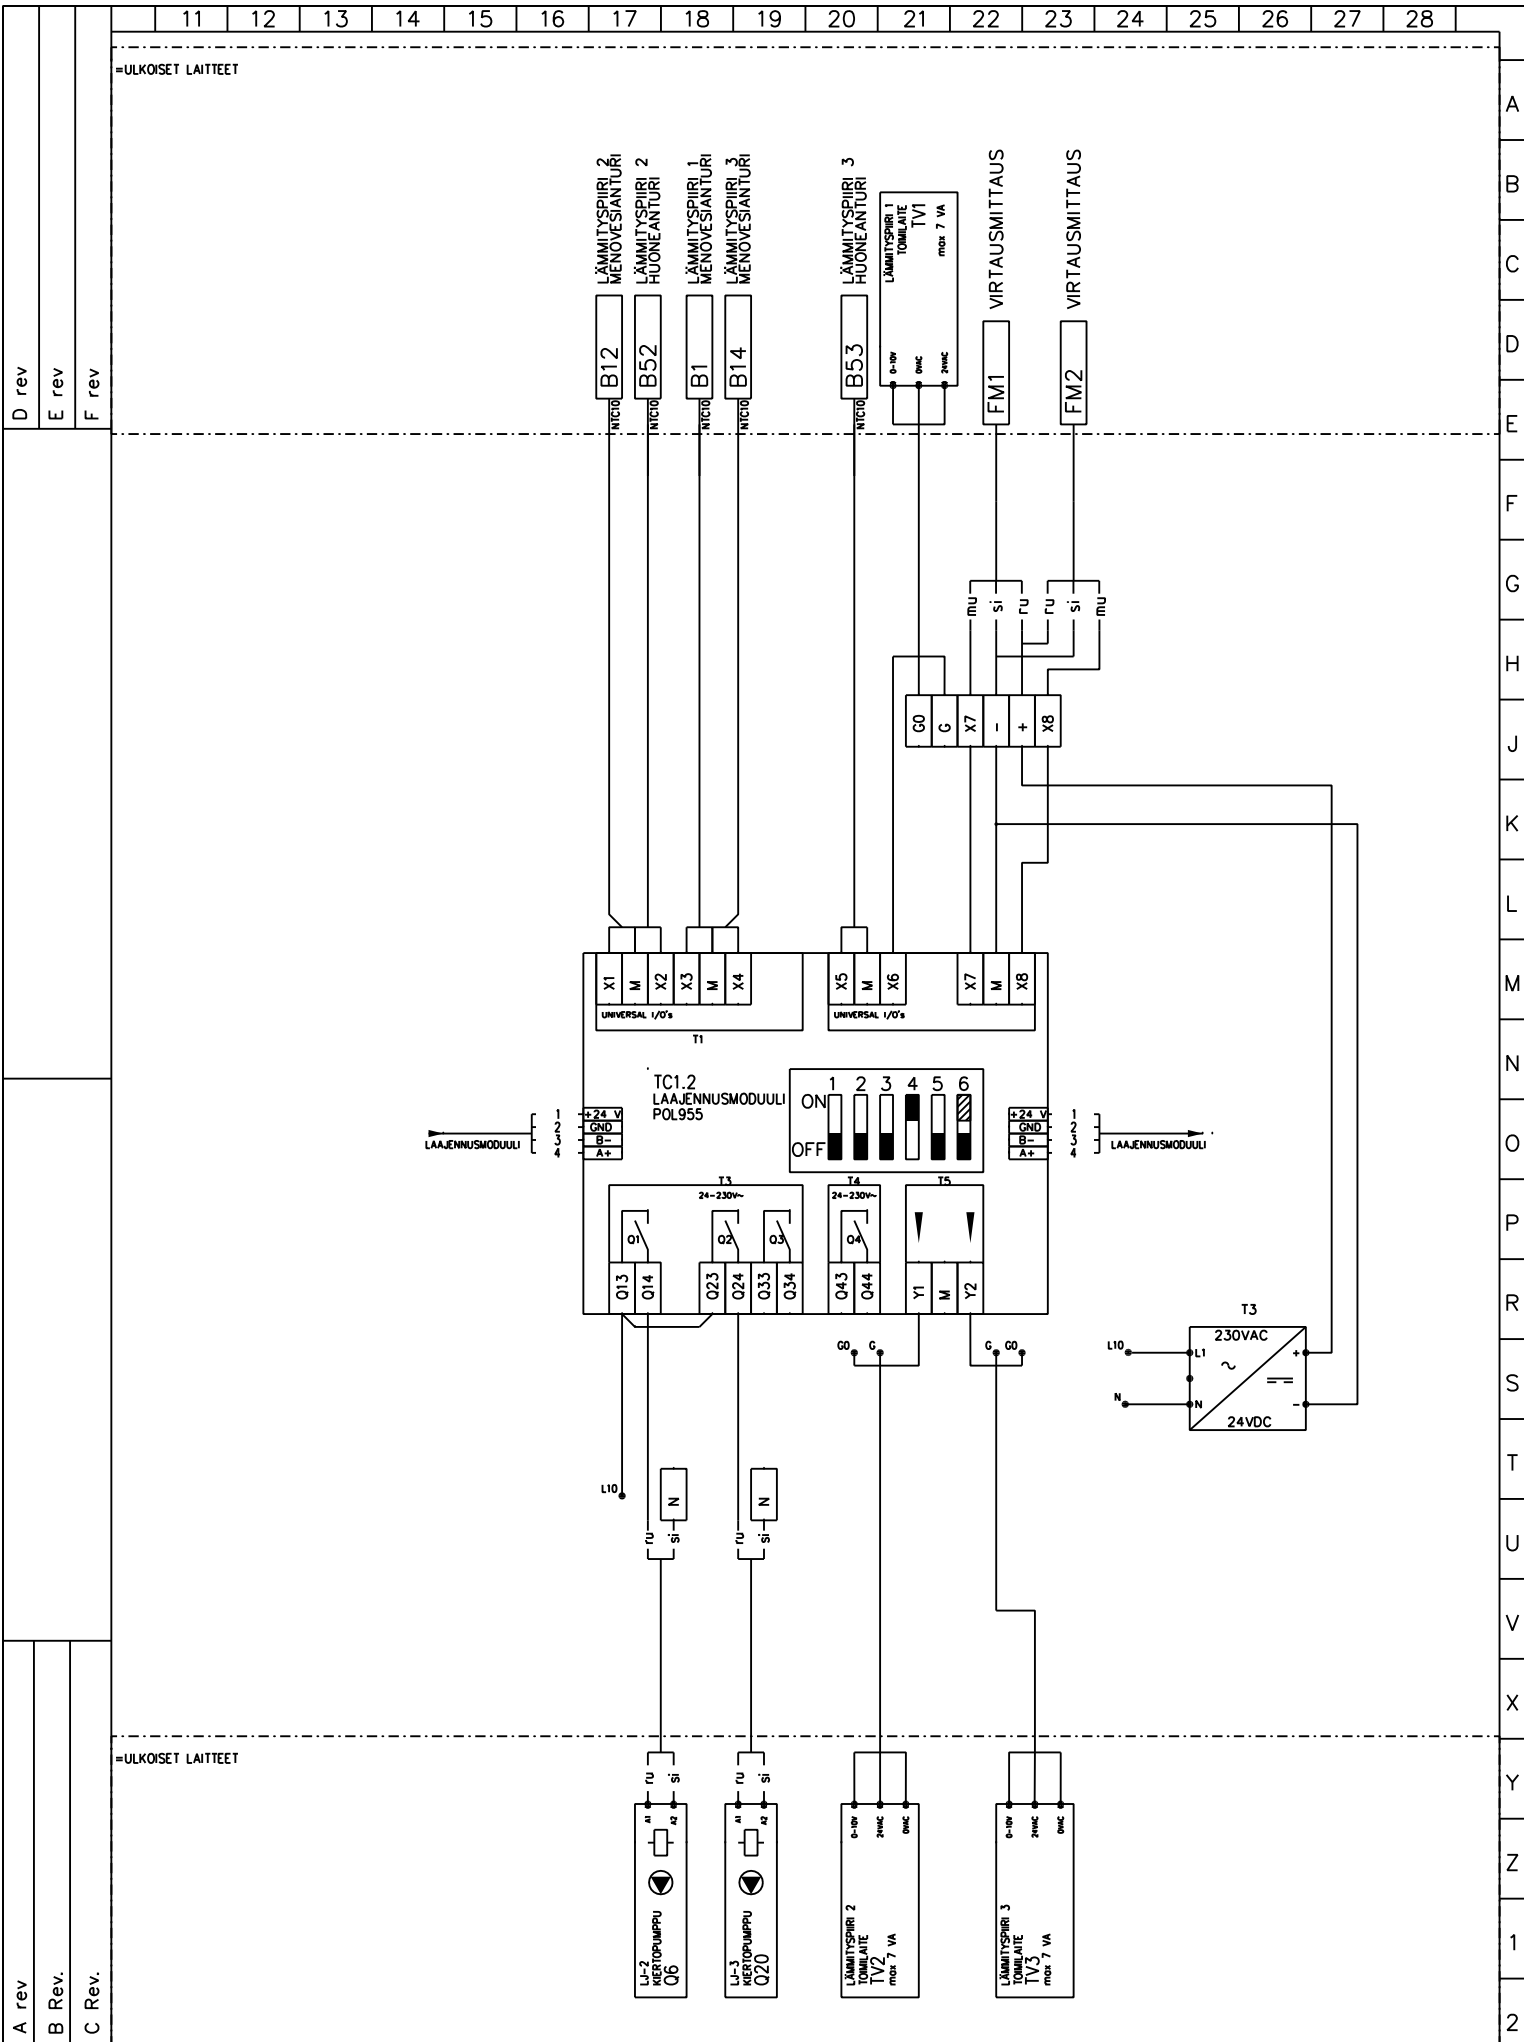 11 12 13 14 15 16 17 18 19 20 21 22 23 24 25 26 27 28
D rev
E rev
F rev
A rev
B Rev.
C Rev.
A
B
C
D
E
F
G
H
J
K
L
M
N
O
P
R
S
T
U
V
X
Y
Z
1
2
=ULKOISET LAITTEET
LÄMMITYSPIIRI 2
MENOVESIANTURI
LÄMMITYSPIIRI 2
HUONEANTURI
LÄMMITYSPIIRI 1
MENOVESIANTURI
LÄMMITYSPIIRI 3
MENOVESIANTURI
LÄMMITYSPIIRI 3
HUONEANTURI
LÄMMITYSPIIRI 1
TOIMILAITE
TV1
max 7 VA
0-10V
0VAC
24VAC
VIRTAUSMITTAUS
VIRTAUSMITTAUS
B12
B52
B1
B14
B53
FM1
FM2
NTC10
NTC10
NTC10
NTC10
NTC10
mu si ru ru si mu
G0 G X7 - + X8
X1 M X2 X3 M X4
X5 M X6 X7 M X8
UNIVERSAL I/O's
UNIVERSAL I/O's
T1
TC1.2
LAAJENNUSMODUULI
POL955
1 2 3 4 5 6
ON
OFF
1 +24 V
2 GND
3 B-
4 A+
LAAJENNUSMODUULI
+24 V 1
GND 2
B- 3
A+ 4
LAAJENNUSMODUULI
T3
24-230V~
T4
24-230V~
T5
Q1 Q2 Q3 Q4
Q13 Q14 Q23 Q24 Q33 Q34 Q43 Q44 Y1 M Y2
G0 G G G0
T3
230VAC
24VDC
L10
L1
N
N
+
-
~
L10
N
N
ru si ru si
=ULKOISET LAITTEET
ru si ru si
A1 A2
LJ-2
KIERTOPUMPPU
Q6
A1 A2
LJ-3
KIERTOPUMPPU
Q20
0-10V
24VAC
0VAC
LÄMMITYSPIIRI 2
TOIMILAITE
TV2
max 7 VA
0-10V
24VAC
0VAC
LÄMMITYSPIIRI 3
TOIMILAITE
TV3
max 7 VA